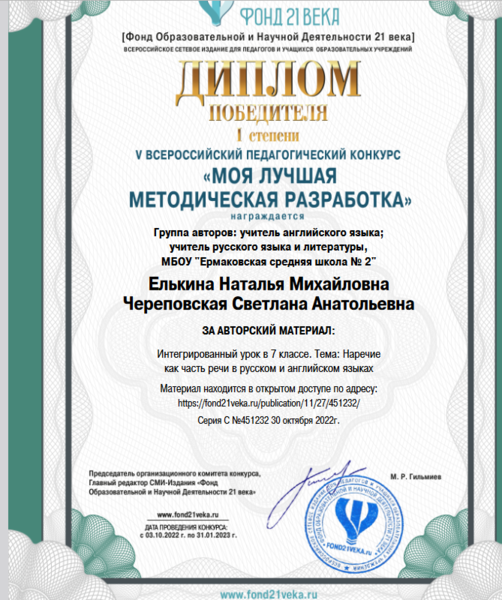 ФОНД 21 ВЕКА
[Фонд Образовательной и Научной Деятельности 21 века]
ВСЕРОССИЙСКОЕ СЕТЕВОЕ ИЗДАНИЕ ДЛЯ ПЕДАГОГОВ И УЧАЩИХСЯ ОБРАЗОВАТЕЛЬНЫХ УЧРЕЖДЕНИЙ
ДИПЛОМ
ПОБЕДИТЕЛЯ
1 степени
V ВСЕРОССИЙСКИЙ ПЕДАГОГИЧЕСКИЙ КОНКУРС
«МОЯ ЛУЧШАЯ
МЕТОДИЧЕСКАЯ РАЗРАБОТКА»
награждается
Группа авторов: учитель английского языка;
учитель русского языка и литературы,
МБОУ "Ермаковская средняя школа № 2"
Елькина Наталья Михайловна
Череповская Светлана Анатольевна
ЗА АВТОРСКИЙ МАТЕРИАЛ:
Интегрированный урок в 7 классе. Тема: Наречие
как часть речи в русском и английском языках
Материал находится в открытом доступе по адресу:
https://fond21veka.ru/publication/11/27/451232/
Серия С №451232 30 октября 2022г.
Председатель организационного комитета конкурса,
Главный редактор СМИ-Издания «Фонд
Образовательной и Научной Деятельности 21 века»
М. Р. Гильмиев
www.fond21veka.ru
ДАТА ПРОВЕДЕНИЯ КОНКУРСА:
с 03.10.2022 г. по 31.01.2023 г.
FOND21VEKA.RU
www.fond21veka.ru